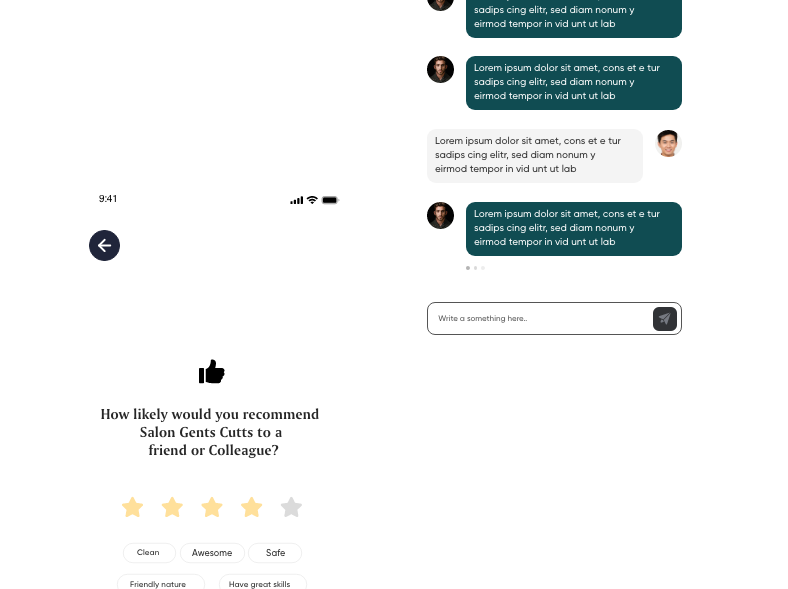 sadips cing elitr, sed diam nonum y
eirmod tempor in vid unt ut lab
Lorem ipsum dolor sit amet, cons et e tur
sadips cing elitr, sed diam nonum y
eirmod tempor in vid unt ut lab
Lorem ipsum dolor sit amet, cons et e tur
sadips cing elitr, sed diam nonum y
eirmod tempor in vid unt ut lab
Lorem ipsum dolor sit amet, cons et e tur
sadips cing elitr, sed diam nonum y
eirmod tempor in vid unt ut lab
Write a something here..
9:41
How likely would you recommend
Salon Gents Cutts to a
friend or Colleague?
Clean Awesome Safe
Friendly nature Have great skills